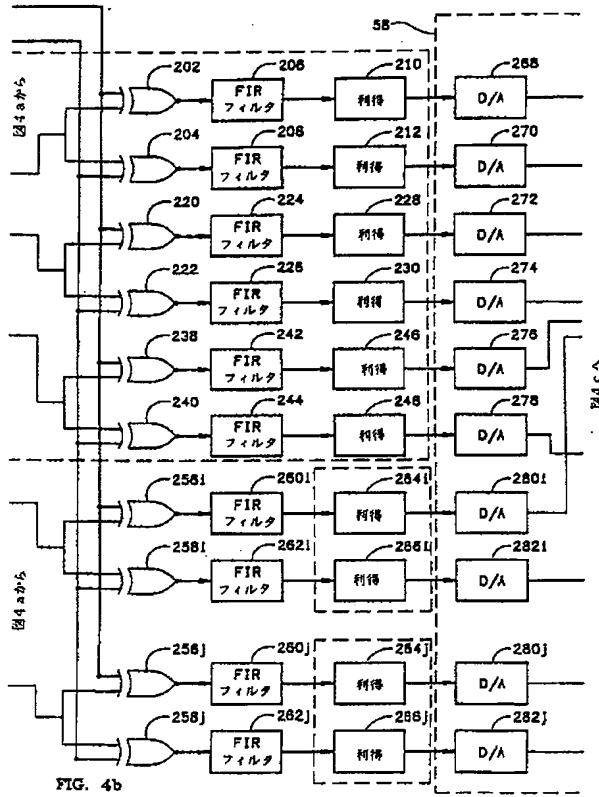 58
202 206 210 268
FIR
フィルタ
利得
D/A
図4aから
204 208 212 270
FIR
フィルタ
利得
D/A
220 224 228 272
FIR
フィルタ
利得
D/A
222 226 230 274
FIR
フィルタ
利得
D/A
238 242 246 276
FIR
フィルタ
利得
D/A
図4cへ
240 244 248 278
FIR
フィルタ
利得
D/A
256i 260i 264i 280i
FIR
フィルタ
利得
D/A
258i 262i 266i 282i
FIR
フィルタ
利得
D/A
図4aから
256j 260j 264j 280j
FIR
フィルタ
利得
D/A
258j 262j 266j 282j
FIR
フィルタ
利得
D/A
FIG. 4b